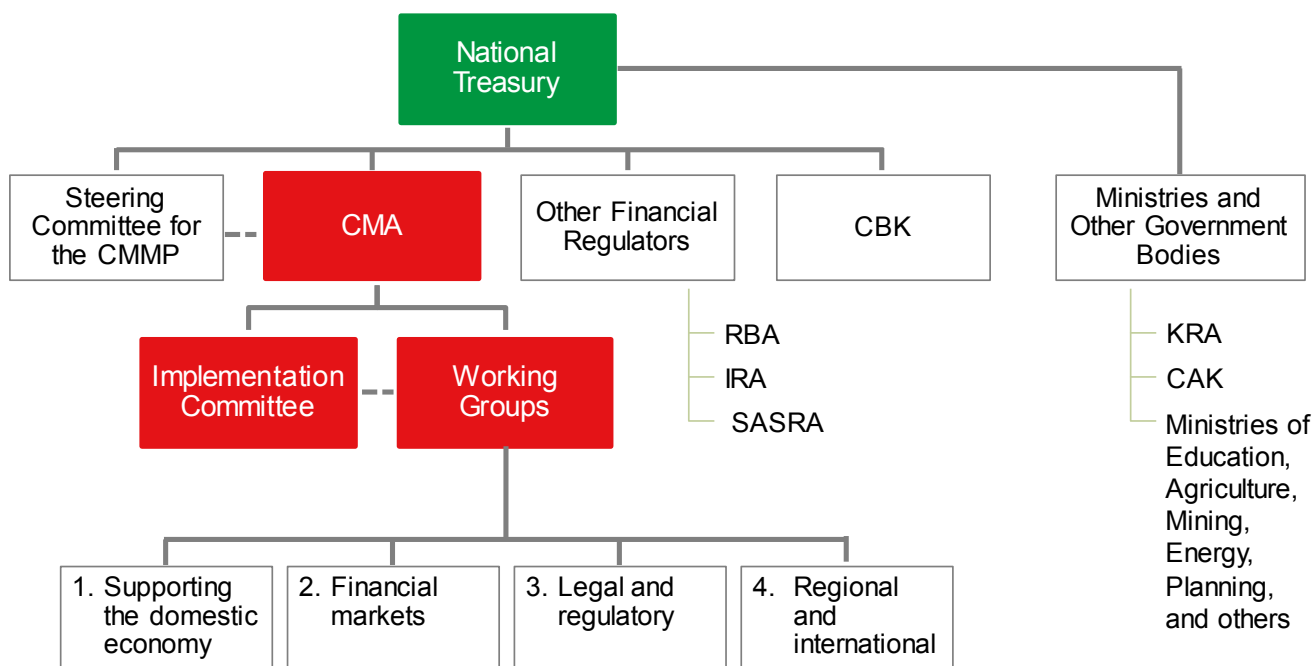 National
Treasury
Steering
Committee for
the CMMP
CMA
Other Financial
Regulators
CBK
Ministries and
Other Government
Bodies
RBA
IRA
SASRA
KRA
CAK
Ministries of
Education,
Agriculture,
Mining,
Energy,
Planning,
and others
Implementation
Committee
Working
Groups
1. Supporting
the domestic
economy
2. Financial
markets
3. Legal and
regulatory
4. Regional
and
international